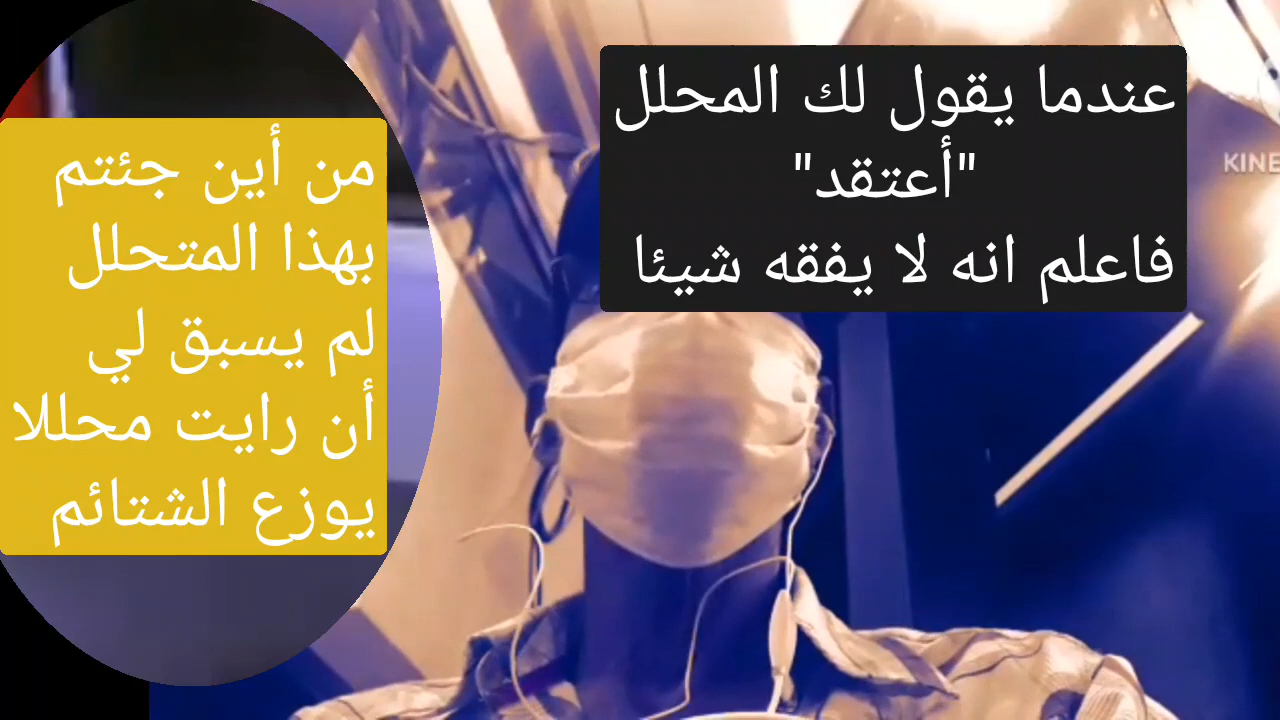 عندما يقول لك المحلل
"أعتقد"
فاعلم انه لا يفقه شيئا
من أين جئتم
بهذا المتحلل
لم يسبق لي
أن رايت محللا
يوزع الشتائم
KINE